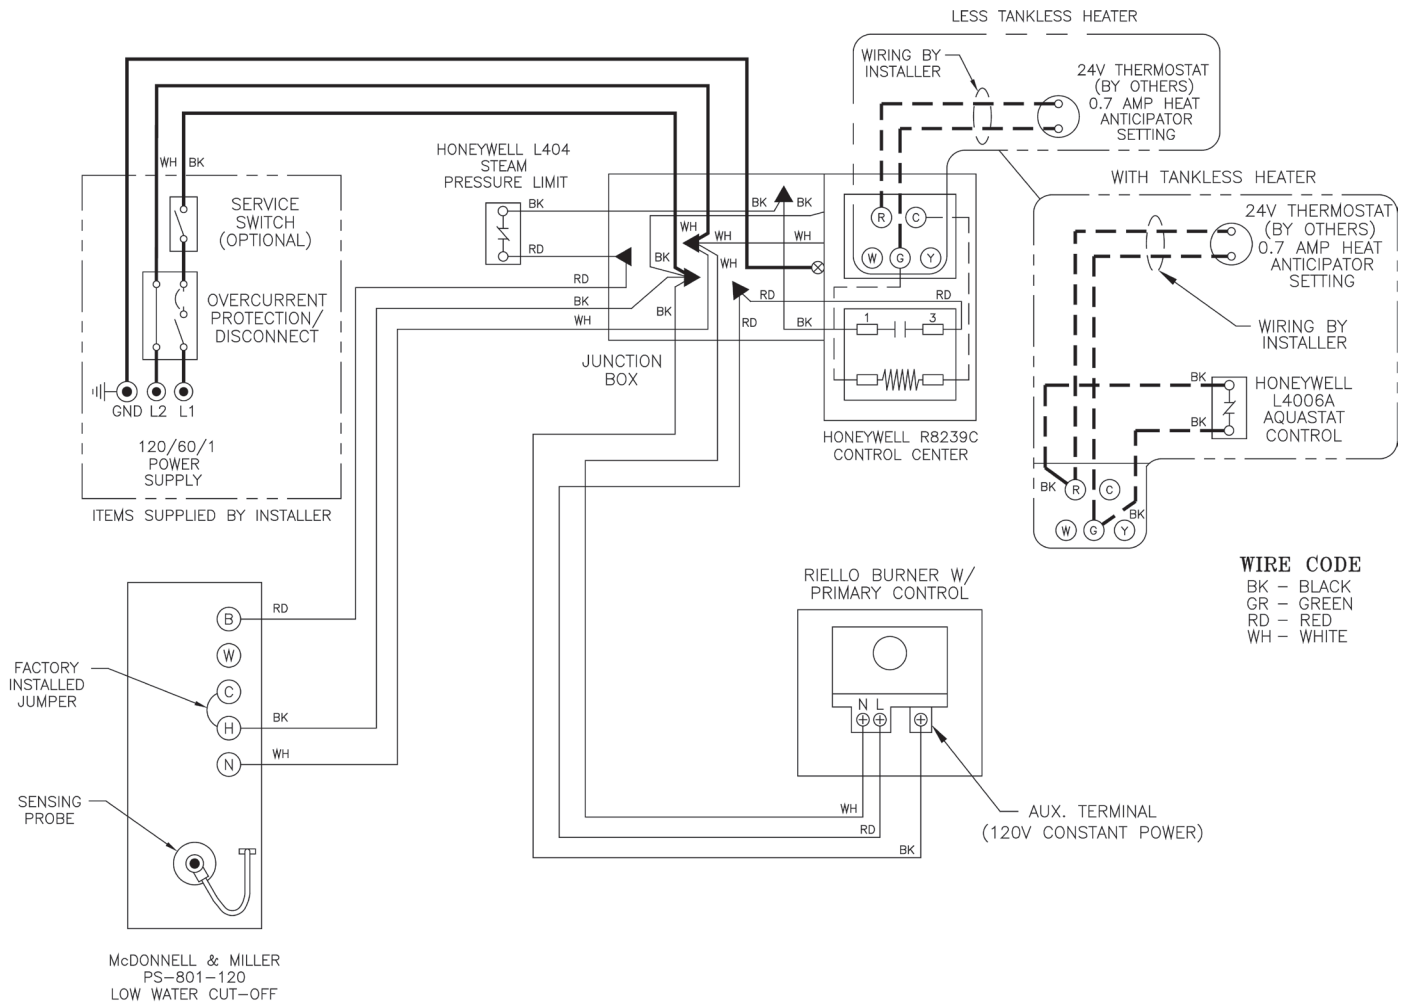 LESS TANKLESS HEATER
WIRING BY
INSTALLER
24V THERMOSTAT
(BY OTHERS)
0.7 AMP HEAT
ANTICIPATOR
SETTING
WH
BK
HONEYWELL L404
STEAM
PRESSURE LIMIT
BK
RD
SERVICE
SWITCH
(OPTIONAL)
OVERCURRENT
PROTECTION/
DISCONNECT
GND
L2
L1
120/60/1
POWER
SUPPLY
ITEMS SUPPLIED BY INSTALLER
RD
BK
WH
BK
BK
WH
WH
WH
BK
WH
RD
RD
BK
RD
BK
JUNCTION
BOX
R
C
W
G
Y
1
3
HONEYWELL R8239C
CONTROL CENTER
WITH TANKLESS HEATER
24V THERMOSTAT
(BY OTHERS)
0.7 AMP HEAT
ANTICIPATOR
SETTING
WIRING BY
INSTALLER
BK
BK
HONEYWELL
L4006A
AQUASTAT
CONTROL
BK
R
C
BK
W
G
Y
WIRE CODE
BK – BLACK
GR – GREEN
RD – RED
WH – WHITE
B
RD
W
C
H
BK
N
WH
FACTORY
INSTALLED
JUMPER
SENSING
PROBE
McDONNELL & MILLER
PS–801–120
LOW WATER CUT–OFF
RIELLO BURNER W/
PRIMARY CONTROL
N L
WH
RD
BK
AUX. TERMINAL
(120V CONSTANT POWER)